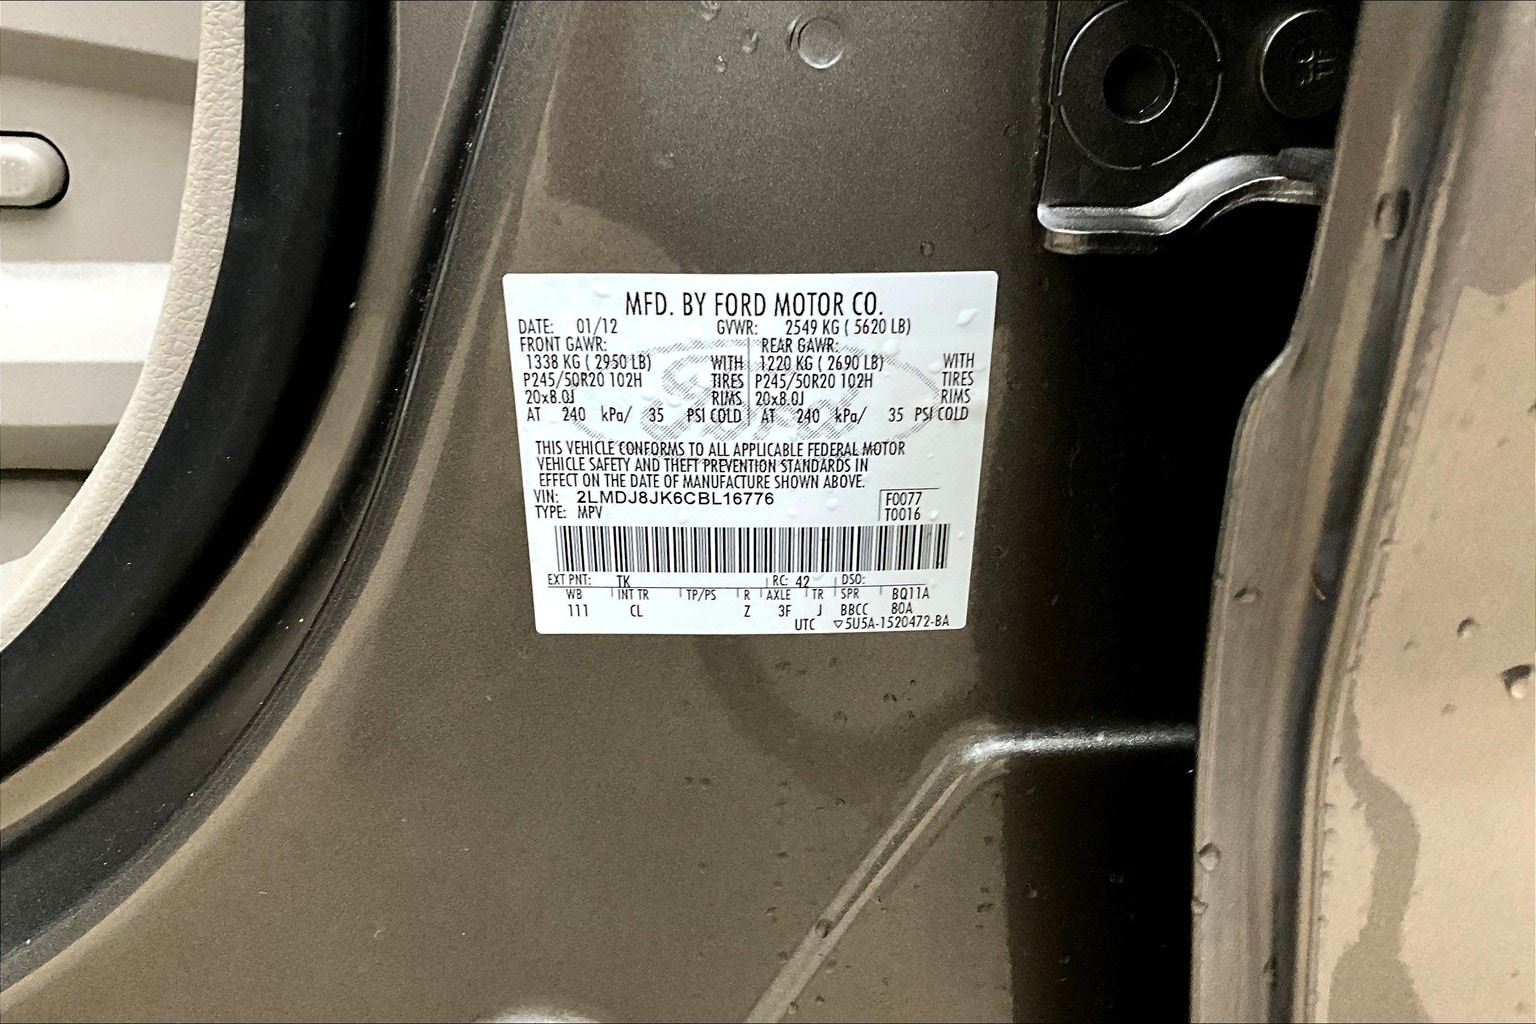 MFD. BY FORD MOTOR CO.
DATE: 01/12 GVWR: 2549 KG ( 5620 LB)
FRONT GAWR: REAR GAWR:
1338 KG ( 2950 LB) WITH 1220 KG ( 2690 LB) WITH
P245/50R20 102H TIRES P245/50R20 102H TIRES
20x8.0J RIMS 20x8.0J RIMS
AT 240 kPa/ 35 PSI COLD AT 240 kPa/ 35 PSI COLD
Ford
THIS VEHICLE CONFORMS TO ALL APPLICABLE FEDERAL MOTOR
VEHICLE SAFETY AND THEFT PREVENTION STANDARDS IN
EFFECT ON THE DATE OF MANUFACTURE SHOWN ABOVE.
VIN: 2LMDJ8JK6CBL16776 F0077
TYPE: MPV T0016
EXT PNT: TK RC: 42 DSO:
WB INT TR TP/PS R AXLE TR SPR BQ11A
111 CL Z 3F J BBCC 80A
UTC ▽5U5A-1520472-BA